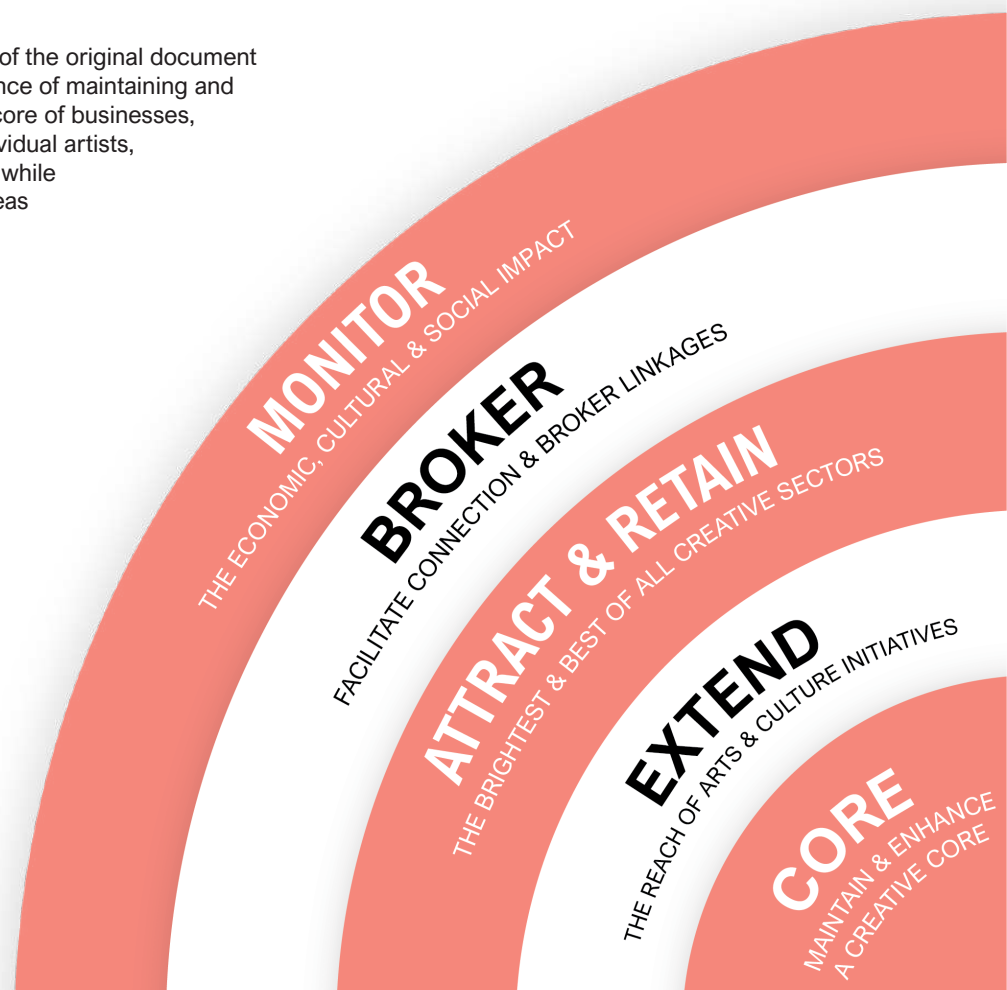 of the original document
nce of maintaining and
core of businesses,
vidual artists,
while
eas
MONITOR
THE ECONOMIC, CULTURAL & SOCIAL IMPACT
BROKER
FACILITATE CONNECTION & BROKER LINKAGES
ATTRACT & RETAIN
THE BRIGHTEST & BEST OF ALL CREATIVE SECTORS
EXTEND
THE REACH OF ARTS & CULTURE INITIATIVES
CORE
MAINTAIN & ENHANCE
A CREATIVE CORE